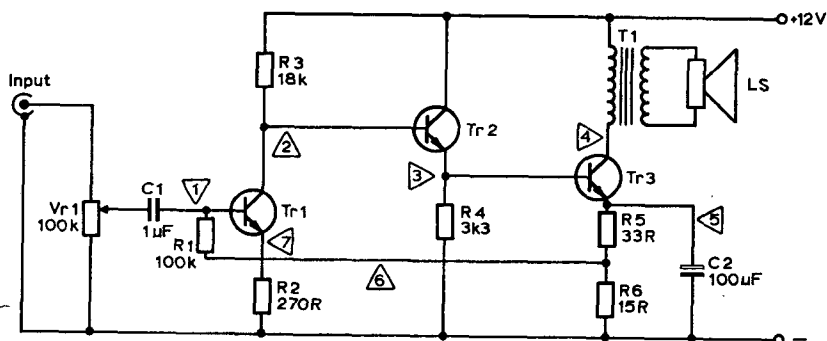 +12V
T1
R3
18k
Input
LS
Tr2
2
4
3
Tr3
C1
1
Vr1
100k
1µF
Tr1
R4
3k3
R5
33R
5
R1
100k
7
C2
100µF
6
R2
270R
R6
15R
−